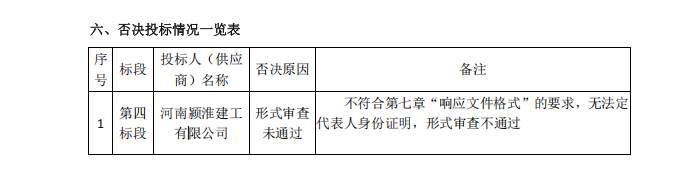 六、否决投标情况一览表
序号 标段 投标人（供应商）名称 否决原因 备注
1 第四标段 河南颍淮建工有限公司 形式审查未通过 不符合第七章“响应文件格式”的要求，无法定代表人身份证明，形式审查不通过